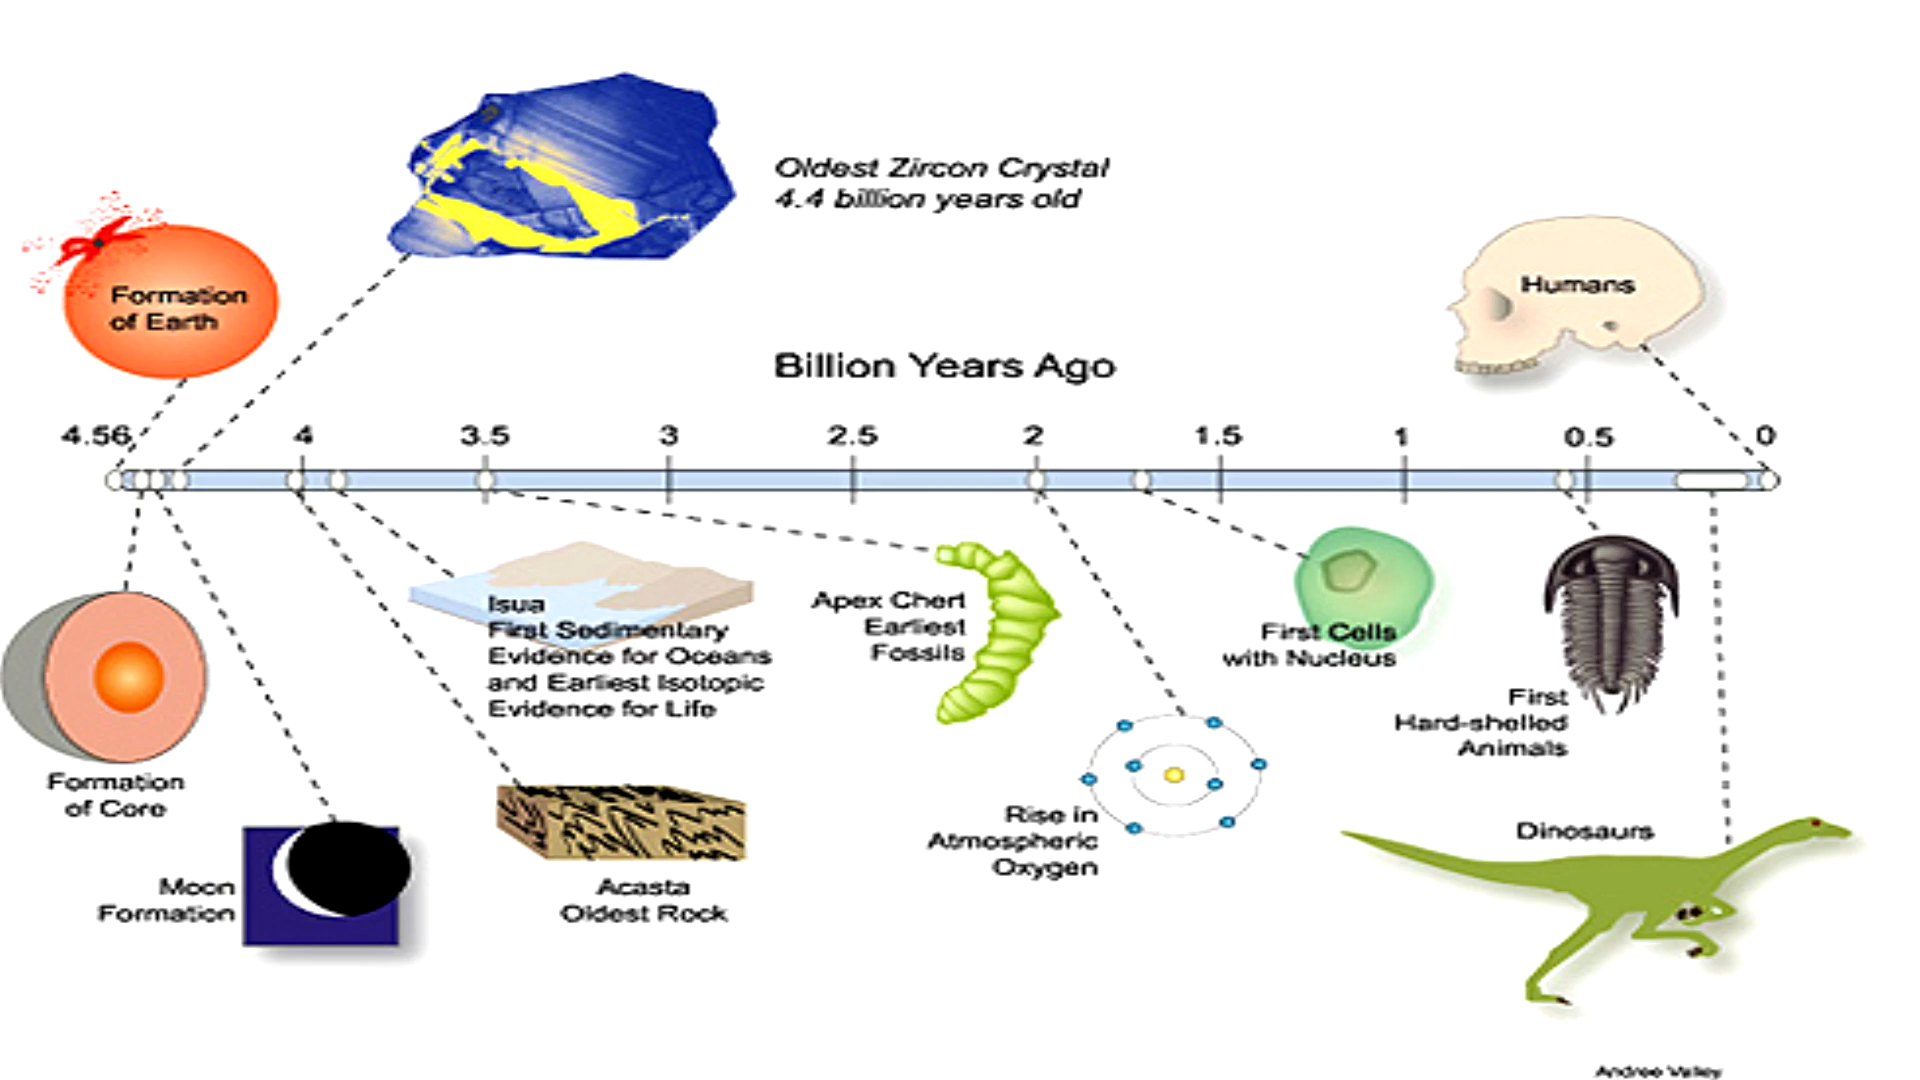 Oldest Zircon Crystal
4.4 billion years old
Formation
of Earth
Humans
Billion Years Ago
4.56 4 3.5 3 2.5 2 1.5 1 0.5 0
Isua
First Sedimentary
Evidence for Oceans
and Earliest Isotopic
Evidence for Life
Apex Chert
Earliest
Fossils
First Cells
with Nucleus
First
Hard-shelled
Animals
Formation
of Core
Rise in
Atmospheric
Oxygen
Dinosaurs
Moon
Formation
Acasta
Oldest Rock
Andree Valley